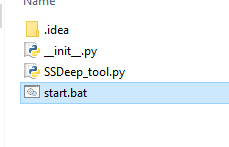 Name
.idea
__init__.py
SSDeep_tool.py
start.bat